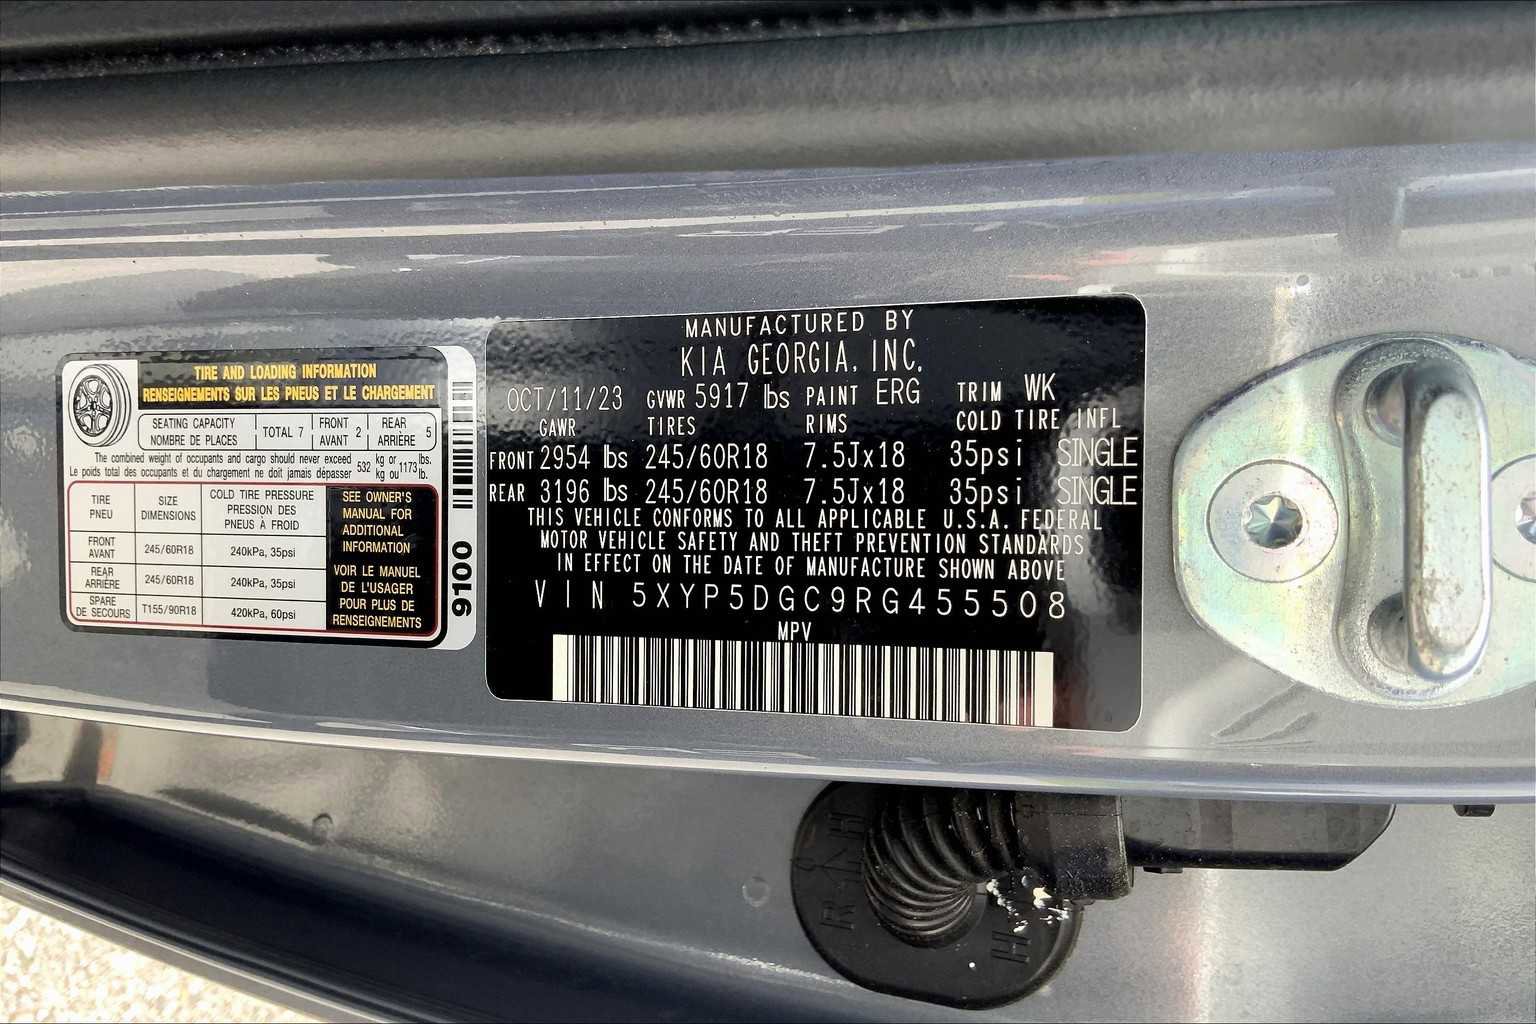 TIRE AND LOADING INFORMATION
RENSEIGNEMENTS SUR LES PNEUS ET LE CHARGEMENT
SEATING CAPACITY
NOMBRE DE PLACES
TOTAL 7
FRONT
AVANT 2
REAR
ARRIÈRE 5
The combined weight of occupants and cargo should never exceed
Le poids total des occupants et du chargement ne doit jamais dépasser
532 kg or
kg ou 1173 lbs.
lb.
TIRE
PNEU
SIZE
DIMENSIONS
COLD TIRE PRESSURE
PRESSION DES
PNEUS À FROID
FRONT
AVANT
245/60R18
240kPa, 35psi
REAR
ARRIÈRE
245/60R18
240kPa, 35psi
SPARE
DE SECOURS
T155/90R18
420kPa, 60psi
SEE OWNER'S
MANUAL FOR
ADDITIONAL
INFORMATION
VOIR LE MANUEL
DE L'USAGER
POUR PLUS DE
RENSEIGNEMENTS
9100
MANUFACTURED BY
KIA GEORGIA, INC.
OCT/11/23 GVWR 5917 lbs PAINT ERG TRIM WK
GAWR TIRES RIMS COLD TIRE INFL
FRONT 2954 lbs 245/60R18 7.5Jx18 35psi SINGLE
REAR 3196 lbs 245/60R18 7.5Jx18 35psi SINGLE
THIS VEHICLE CONFORMS TO ALL APPLICABLE U.S.A. FEDERAL
MOTOR VEHICLE SAFETY AND THEFT PREVENTION STANDARDS
IN EFFECT ON THE DATE OF MANUFACTURE SHOWN ABOVE
VIN 5XYP5DGC9RG455508
MPV